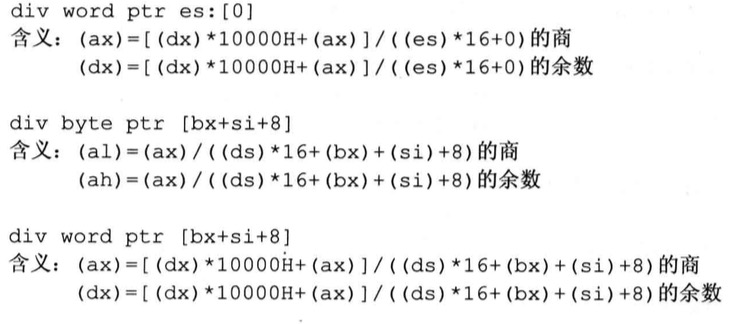 div word ptr es:[0]
含义：(ax)=[(dx)*10000H+(ax)]/((es)*16+0)的商
(dx)=[(dx)*10000H+(ax)]/((es)*16+0)的余数
div byte ptr [bx+si+8]
含义：(al)=(ax)/((ds)*16+(bx)+(si)+8)的商
(ah)=(ax)/((ds)*16+(bx)+(si)+8)的余数
div word ptr [bx+si+8]
含义：(ax)=[(dx)*10000H+(ax)]/((ds)*16+(bx)+(si)+8)的商
(dx)=[(dx)*10000H+(ax)]/((ds)*16+(bx)+(si)+8)的余数